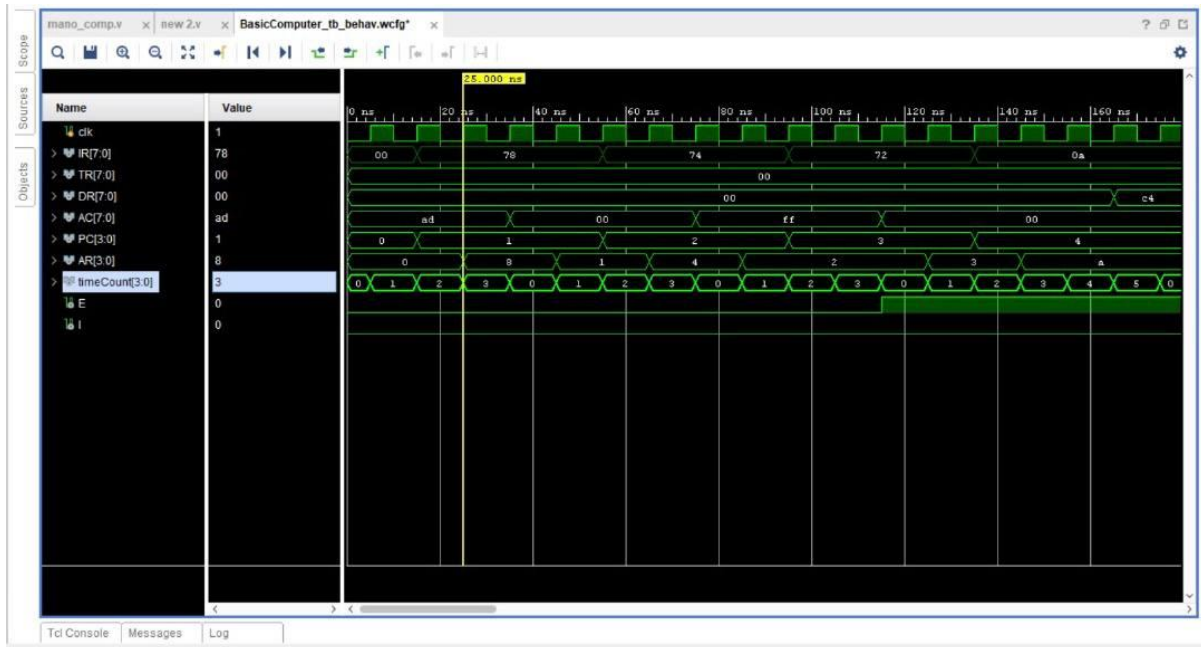 mano_comp.v × new 2.v × BasicComputer_tb_behav.wcfg* ×
Scope
Sources
Objects
25.000 ns
Name Value
0 ns 20 ns 40 ns 60 ns 80 ns 100 ns 120 ns 140 ns 160 ns
clk 1
IR[7:0] 78 00 78 74 72 0a
TR[7:0] 00 00
DR[7:0] 00 00 c4
AC[7:0] ad ad 00 ff 00
PC[3:0] 1 0 1 2 3 4
AR[3:0] 8 0 8 1 4 2 3 a
timeCount[3:0] 3 0 1 2 3 0 1 2 3 0 1 2 3 0 1 2 3 4 5 0
E 0
I 0
Tcl Console Messages Log